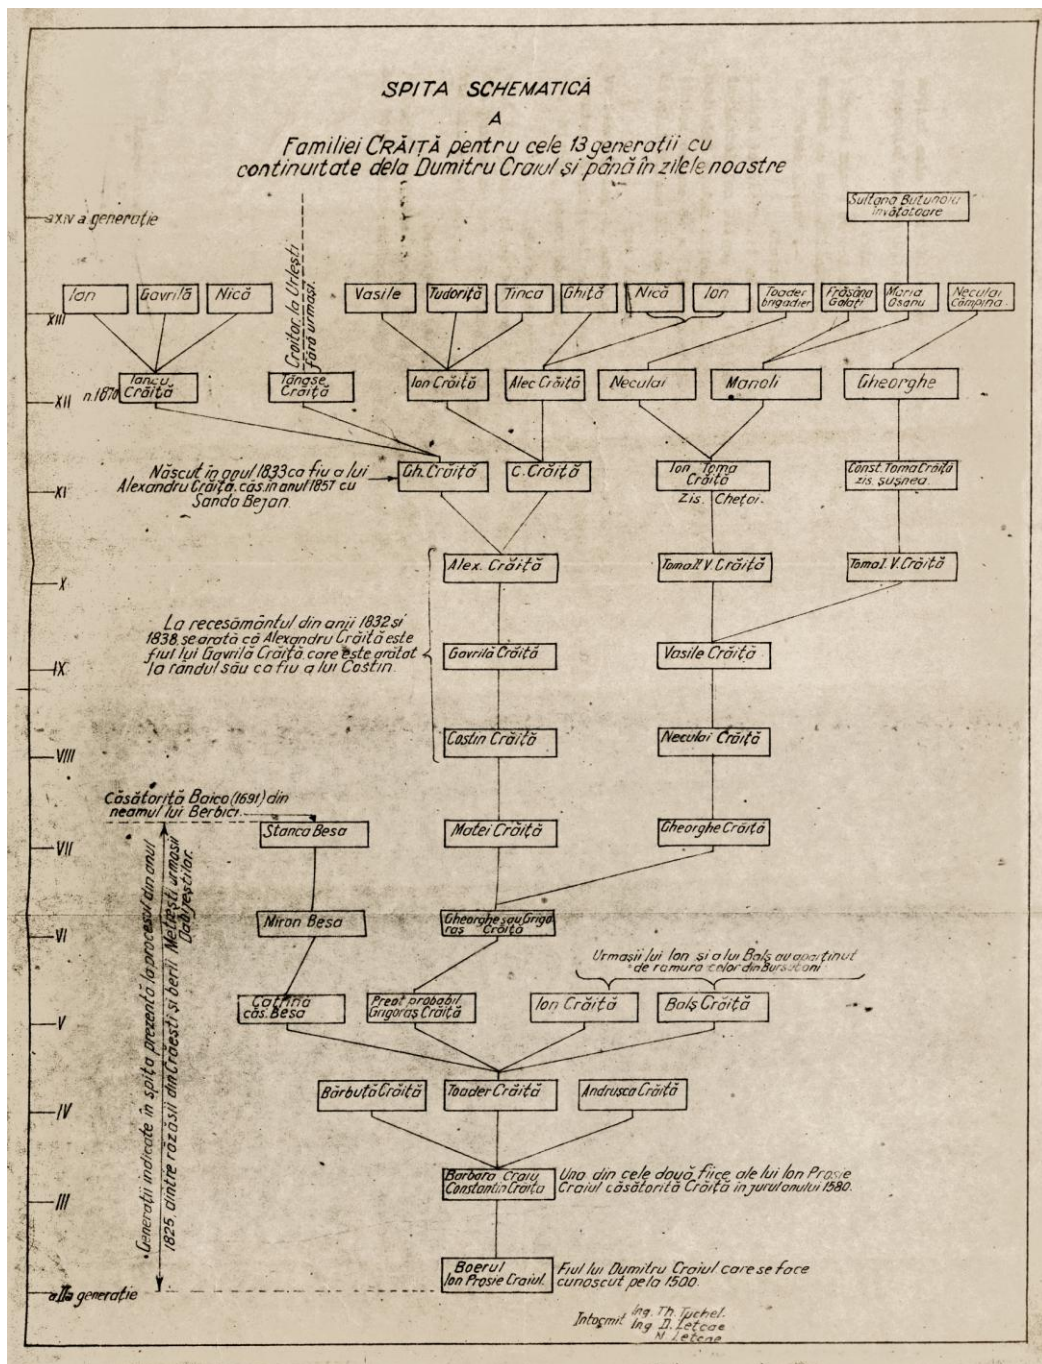 SPITA SCHEMATICĂ
A
Familiei CRĂIȚĂ pentru cele 13 generații cu
continuitate dela Dumitru Craiul și până în zilele noastre
a XIV a generație
Sultana Butunoiu
învățătoare
Croitor, la Urlești
fără urmași.
XIII
Ion
Gavrilă
Nică
Vasile
Tudoriță
Tinca
Ghiță
Nică
Ion
Toader
brigadier
Frăsâna
Galați
Maria
Osanu
Neculai
Câmpina.
XII
n.1870
Iancu
Crăiță
Tănase
Crăiță
Ion Crăiță
Alec Crăiță
Neculai
Manoli
Gheorghe
XI
Născut în anul 1833 ca fiu a lui
Alexandru Crăiță, căs. in anul 1857 cu
Sanda Bejan.
Gh. Crăiță
C. Crăiță
Ion Toma
Crăiță
Zis. Chețoi.
Const. Toma Crăiță
zis. șușnea.
X
Alex. Crăiță
Toma II V. Crăiță
Toma I. V. Crăiță
La recesământul din anii 1832 și
1838, se arată că Alexandru Crăiță este
fiul lui Gavrilă Crăiță, care este arătat
la rândul său ca fiu a lui Costin.
IX
Gavrilă Crăiță
Vasile Crăiță
VIII
Costin Crăiță
Neculai Crăiță
Căsătorită Baico (1691) din
neamul lui Berbici.
VII
Stanca Besa
Matei Crăiță
Gheorghe Crăiță
VI
Miron Besa
Gheorghe sau Grigo
raș Crăiță
Urmașii lui Ion și a lui Balș au aparținut
de ramura celor din Bursucani
V
Catrina
căs. Besa
Preot probabil
Grigoraș Crăiță
Ion Crăiță
Balș Crăiță
IV
Bărbuță Crăiță
Toader Crăiță
Andrușca Crăiță
III
Barbara Craiu
Constantin Crăița
Una din cele două fiice ale lui Ion Prosie
Craiul căsătorită Crăiță în jurul anului 1580.
Generații indicate în spița prezentă la procesul din anul
1825, dintre răzășii din Crăești și berii Metești urmașii
a II a generație
Boerul
Ion Prosie Craiul.
Fiul lui Dumitru Craiul care se face
cunoscut pe la 1500.
Intocmit Ing. Th. Tuchel.
Ing D. Letcae
N. Letcae